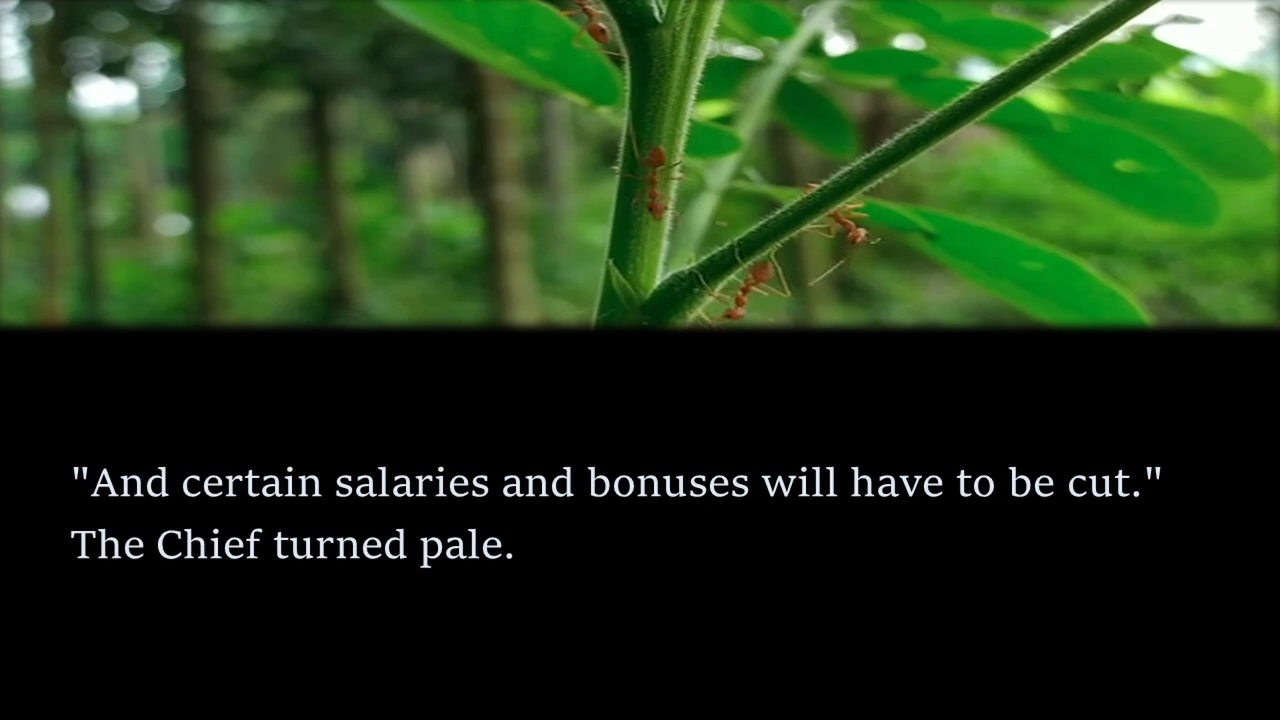 "And certain salaries and bonuses will have to be cut."
The Chief turned pale.